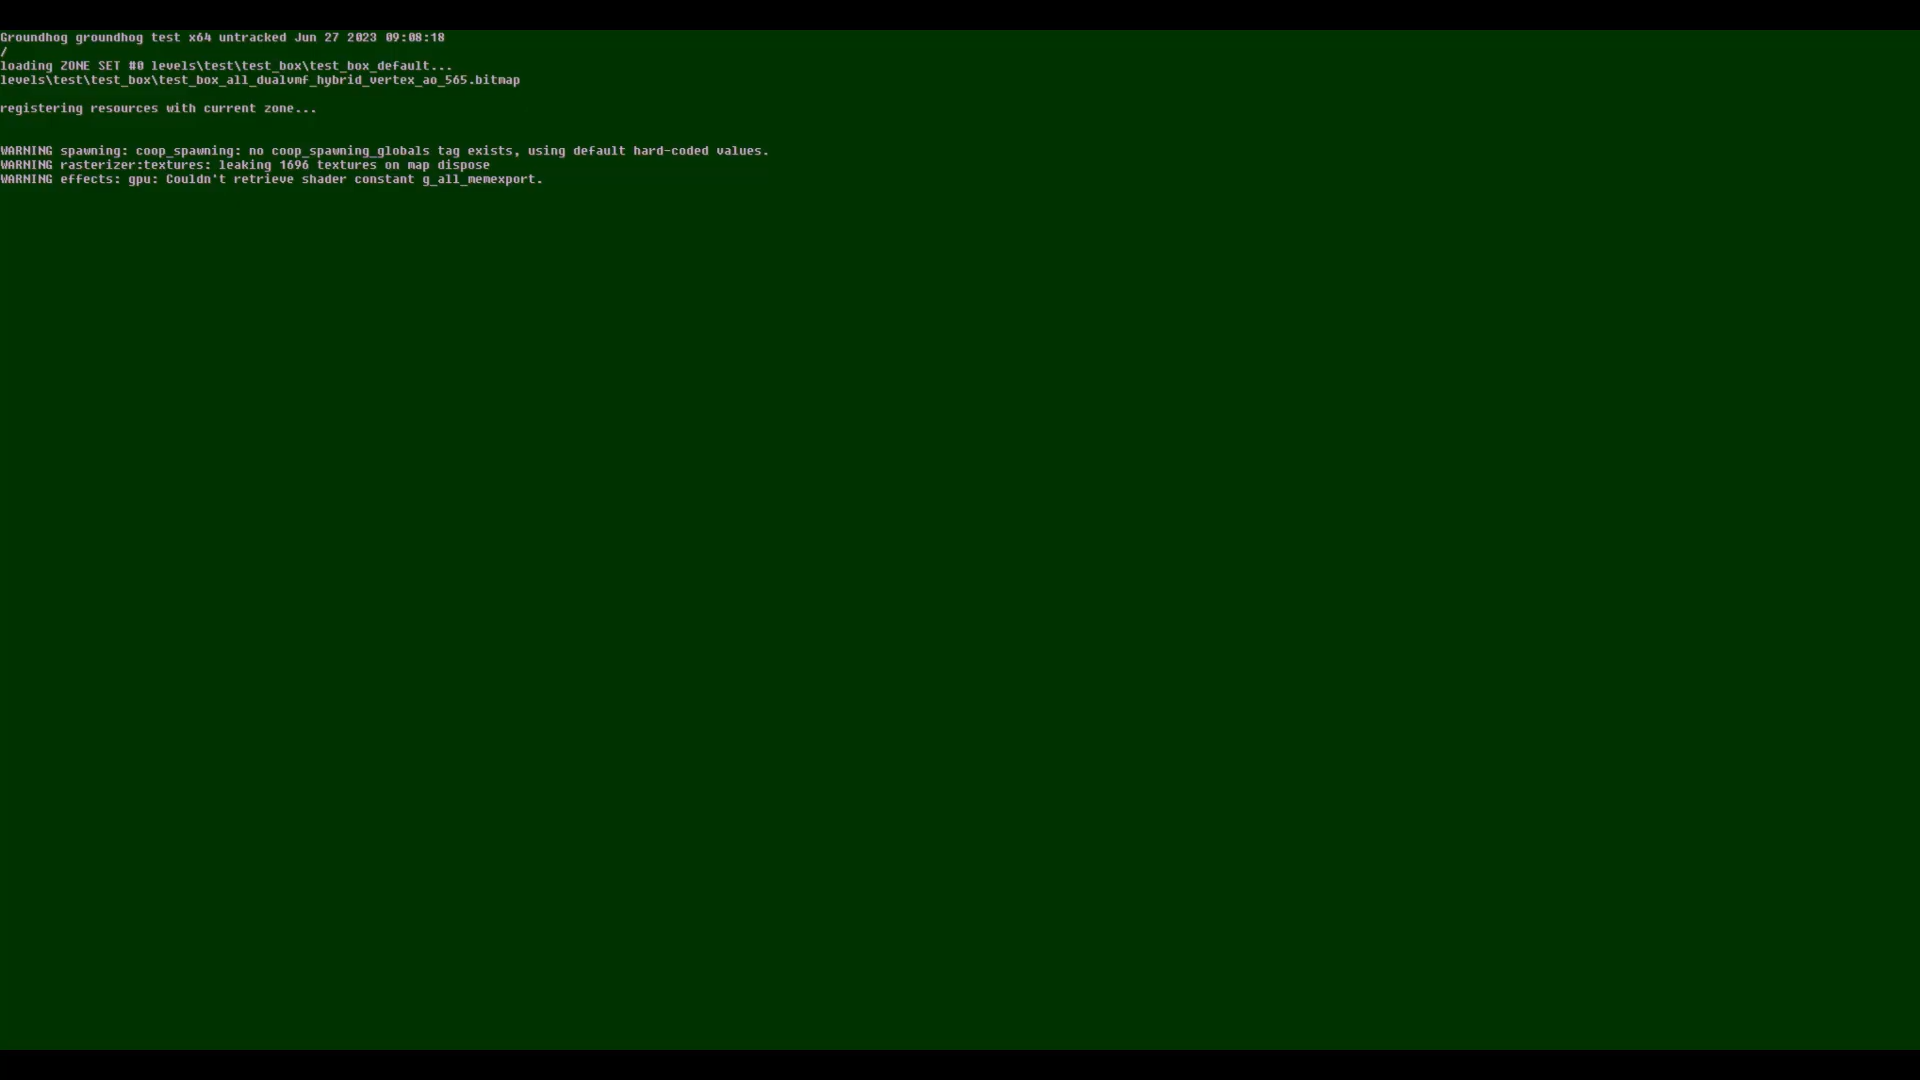 Groundhog groundhog test x64 untracked Jun 27 2023 09:08:18
/
loading ZONE SET #0 levels\test\test_box\test_box_default...
levels\test\test_box\test_box_all_dualvmf_hybrid_vertex_ao_565.bitmap
registering resources with current zone...
WARNING spawning: coop_spawning: no coop_spawning_globals tag exists, using default hard-coded values.
WARNING rasterizer:textures: leaking 1696 textures on map dispose
WARNING effects: gpu: Couldn't retrieve shader constant g_all_memexport.